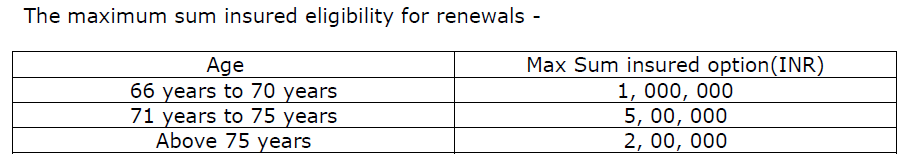 The maximum sum insured eligibility for renewals -
Age Max Sum insured option(INR)
66 years to 70 years 1, 000, 000
71 years to 75 years 5, 00, 000
Above 75 years 2, 00, 000